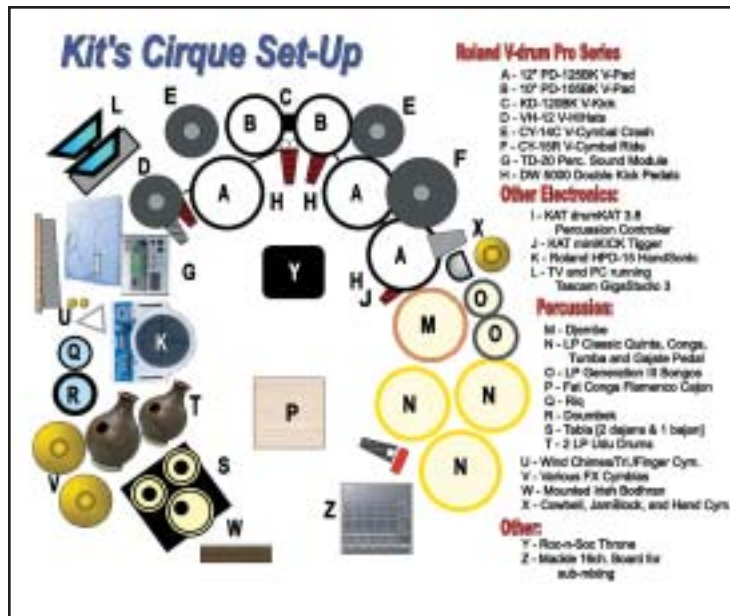 Kit's Cirque Set-Up
Roland V-drum Pro Series
A - 12" PD-125BK V-Pad
B - 10" PD-105BK V-Pad
C - KD-120BK V-Kick
D - VH-12 V-HiHats
E - CY-14C V-Cymbal Crash
F - CY-15R V-Cymbal Ride
G - TD-20 Perc. Sound Module
H - DW 5000 Double Kick Pedals
Other Electronics:
I - KAT drumKAT 3.8
Percussion Controller
J - KAT miniKICK Tigger
K - Roland HPD-15 HandSonic
L - TV and PC running
Tascam GigaStudio 3
Percussion:
M - Djembe
N - LP Classic Quinto, Conga,
Tumba and Gajate Pedal
O - LP Generation III Bongos
P - Fat Conga Flamenco Cajon
Q - Riq
R - Doumbek
S - Tabla [2 dajans & 1 bajan]
T - 2 LP Udu Drums
U - Wind Chimes/Tri./Finger Cym.
V - Various FX Cymblas
W - Mounted Irish Bodhran
X - Cowbell, JamBlock, and Hand Cym.
Other:
Y - Roc-n-Soc Throne
Z - Mackie 16ch. Board for
sub-mixing
L
E
C
E
B
B
D
F
A
A
H
H
X
G
Y
A
H
J
U
O
M
O
Q
K
R
T
P
N
N
V
S
N
W
Z